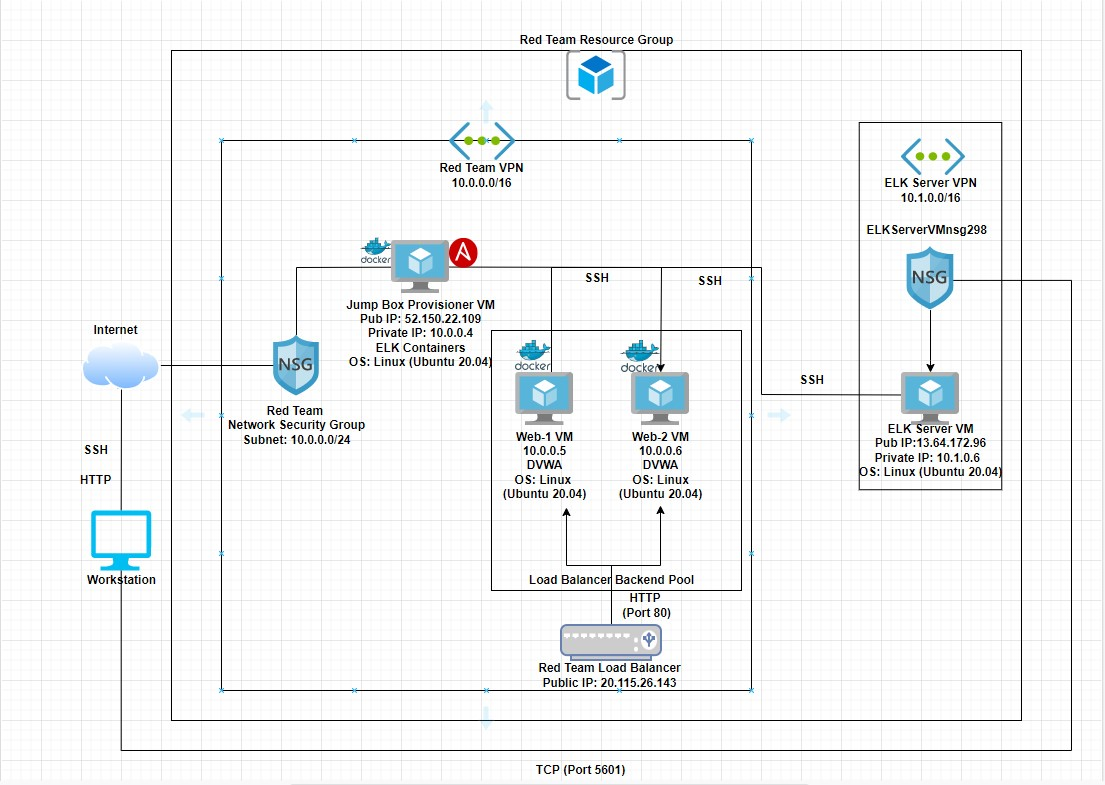 Red Team Resource Group
Red Team VPN
10.0.0.0/16
ELK Server VPN
10.1.0.0/16
ELKServerVMnsg298
NSG
docker
A
SSH
SSH
Jump Box Provisioner VM
Pub IP: 52.150.22.109
Private IP: 10.0.0.4
ELK Containers
OS: Linux (Ubuntu 20.04)
Internet
NSG
Red Team
Network Security Group
Subnet: 10.0.0.0/24
docker
docker
Web-1 VM
10.0.0.5
DVWA
OS: Linux
(Ubuntu 20.04)
Web-2 VM
10.0.0.6
DVWA
OS: Linux
(Ubuntu 20.04)
SSH
ELK Server VM
Pub IP:13.64.172.96
Private IP: 10.1.0.6
OS: Linux (Ubuntu 20.04)
SSH
HTTP
Workstation
Load Balancer Backend Pool
HTTP
(Port 80)
Red Team Load Balancer
Public IP: 20.115.26.143
TCP (Port 5601)